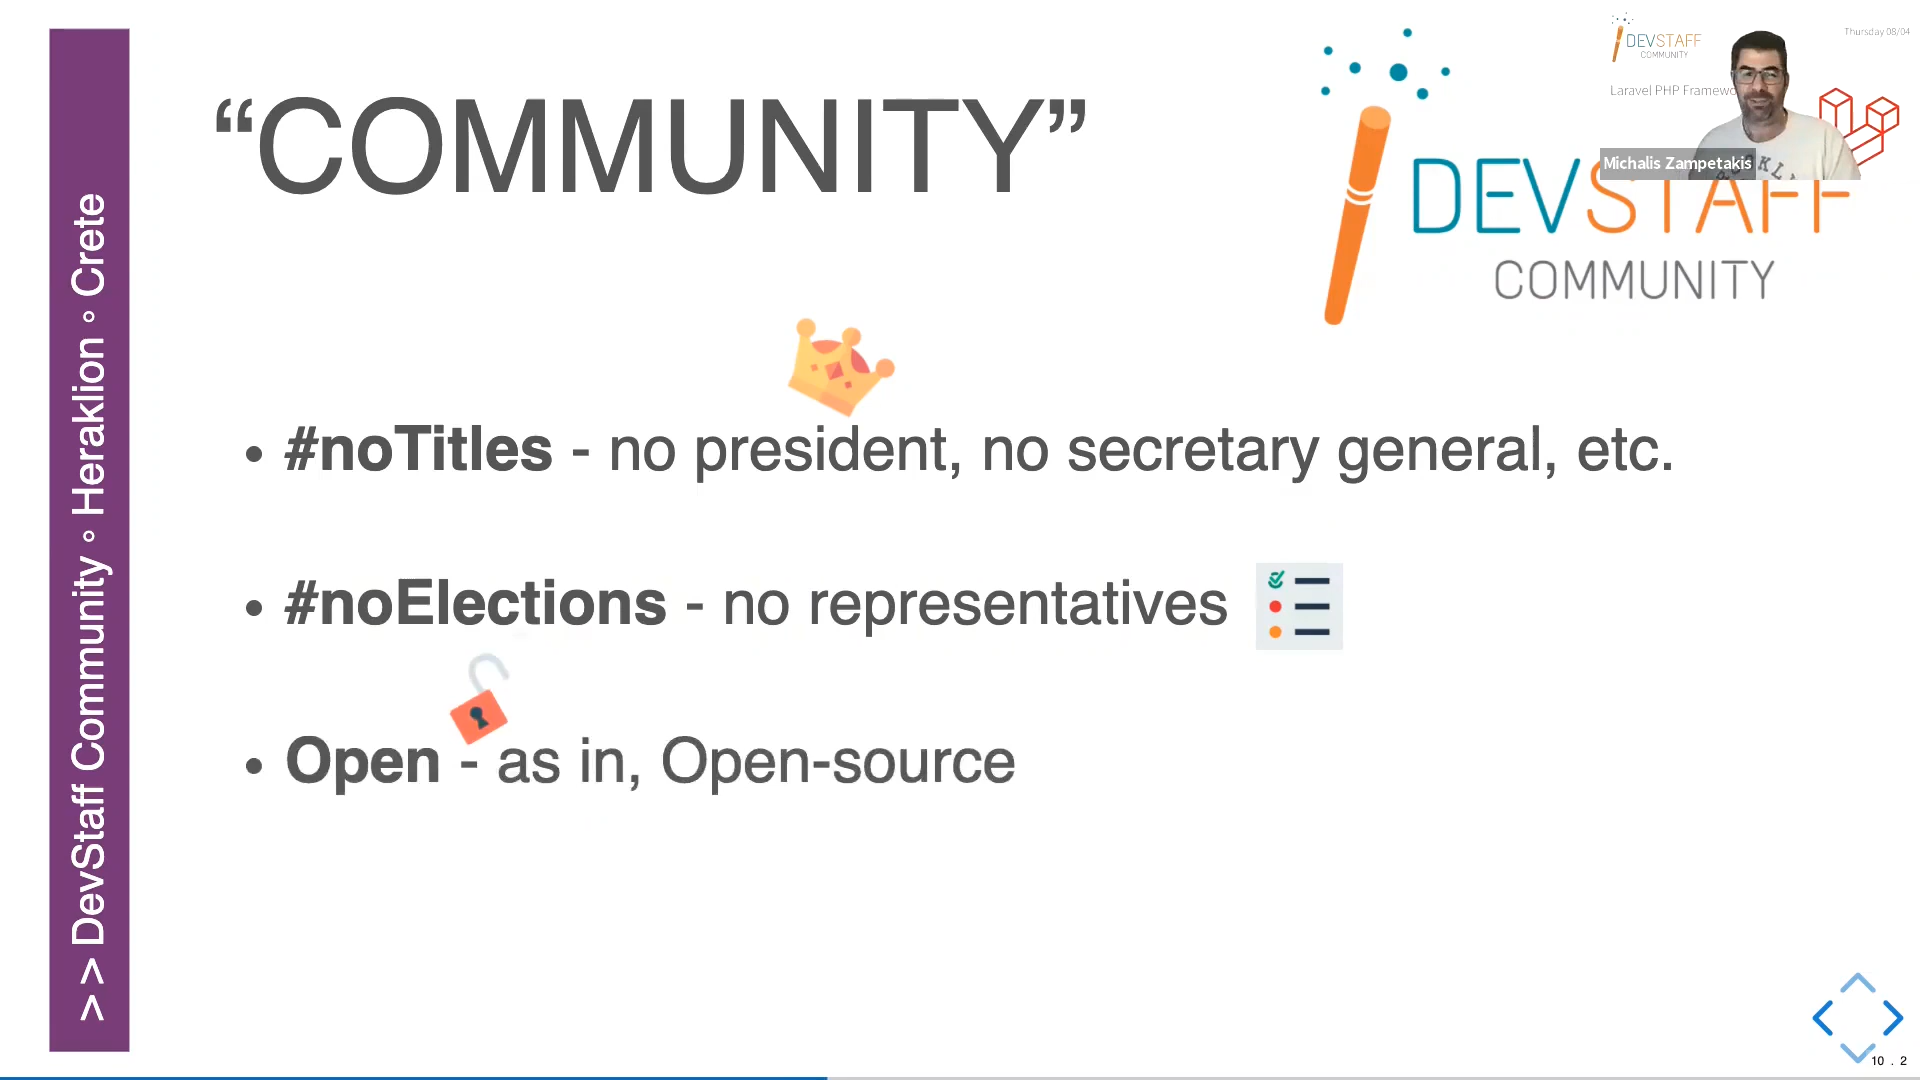 >> DevStaff Community ◦ Heraklion ◦ Crete
“COMMUNITY”
DEVSTAFF
COMMUNITY
Thursday 08/04
Laravel PHP
Michalis Zampetakis
DEVSTAFF
COMMUNITY
• #noTitles - no president, no secretary general, etc.
• #noElections - no representatives
• Open - as in, Open-source
10 . 2